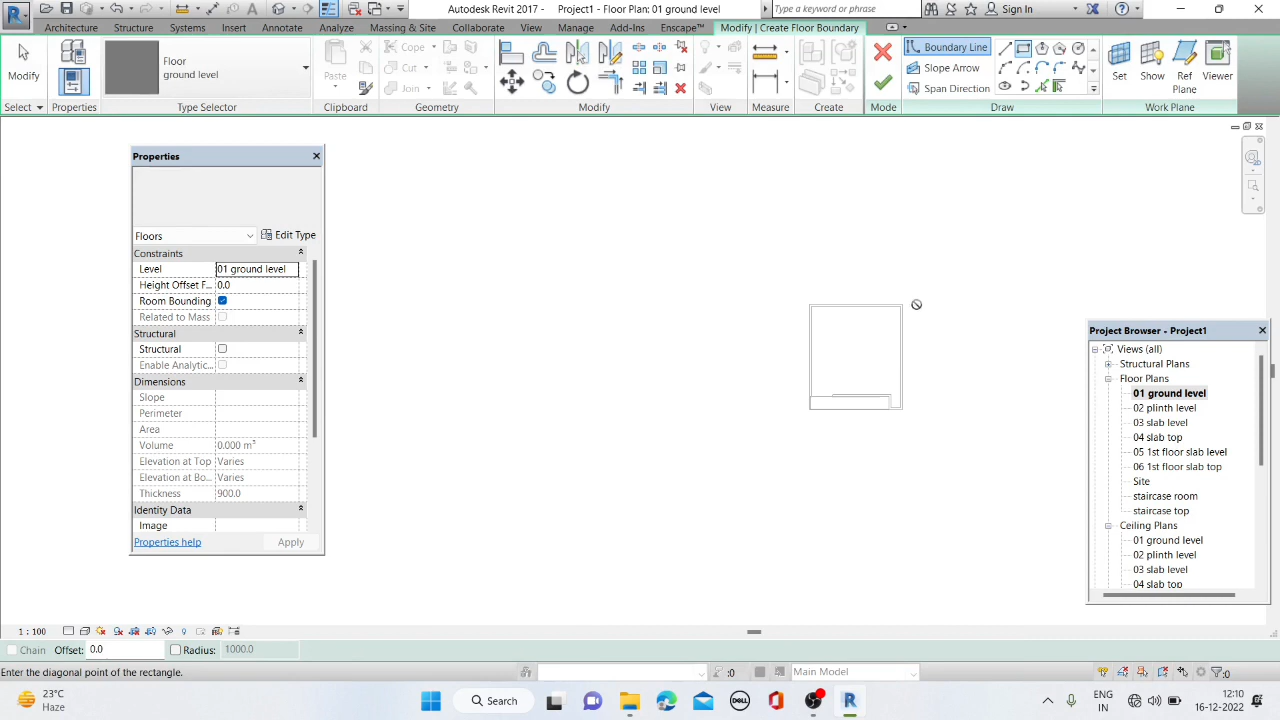 Autodesk Revit 2017 - Project1 - Floor Plan: 01 ground level
Type a keyword or phrase
Sign In
Architecture Structure Systems Insert Annotate Analyze Massing & Site Collaborate View Manage Add-Ins Enscape™ Modify | Create Floor Boundary
Modify
Floor
ground level
Paste
Cope
Cut
Join
Boundary Line
Slope Arrow
Span Direction
Set
Show
Ref
Plane
Viewer
Select Properties Type Selector Clipboard Geometry Modify View Measure Create Mode Draw Work Plane
Properties
Floors
Edit Type
Constraints
Level 01 ground level
Height Offset F... 0.0
Room Bounding
Related to Mass
Structural
Structural
Enable Analytic...
Dimensions
Slope
Perimeter
Area
Volume 0.000 m³
Elevation at Top Varies
Elevation at Bo... Varies
Thickness 900.0
Identity Data
Image
Properties help
Apply
Project Browser - Project1
Views (all)
Structural Plans
Floor Plans
01 ground level
02 plinth level
03 slab level
04 slab top
05 1st floor slab level
06 1st floor slab top
Site
staircase room
staircase top
Ceiling Plans
01 ground level
02 plinth level
03 slab level
04 slab top
1 : 100
Chain Offset: 0.0 Radius: 1000.0
Enter the diagonal point of the rectangle.
:0
Main Model
:0
23°C
Haze
Search
DELL
ENG
IN
12:10
16-12-2022